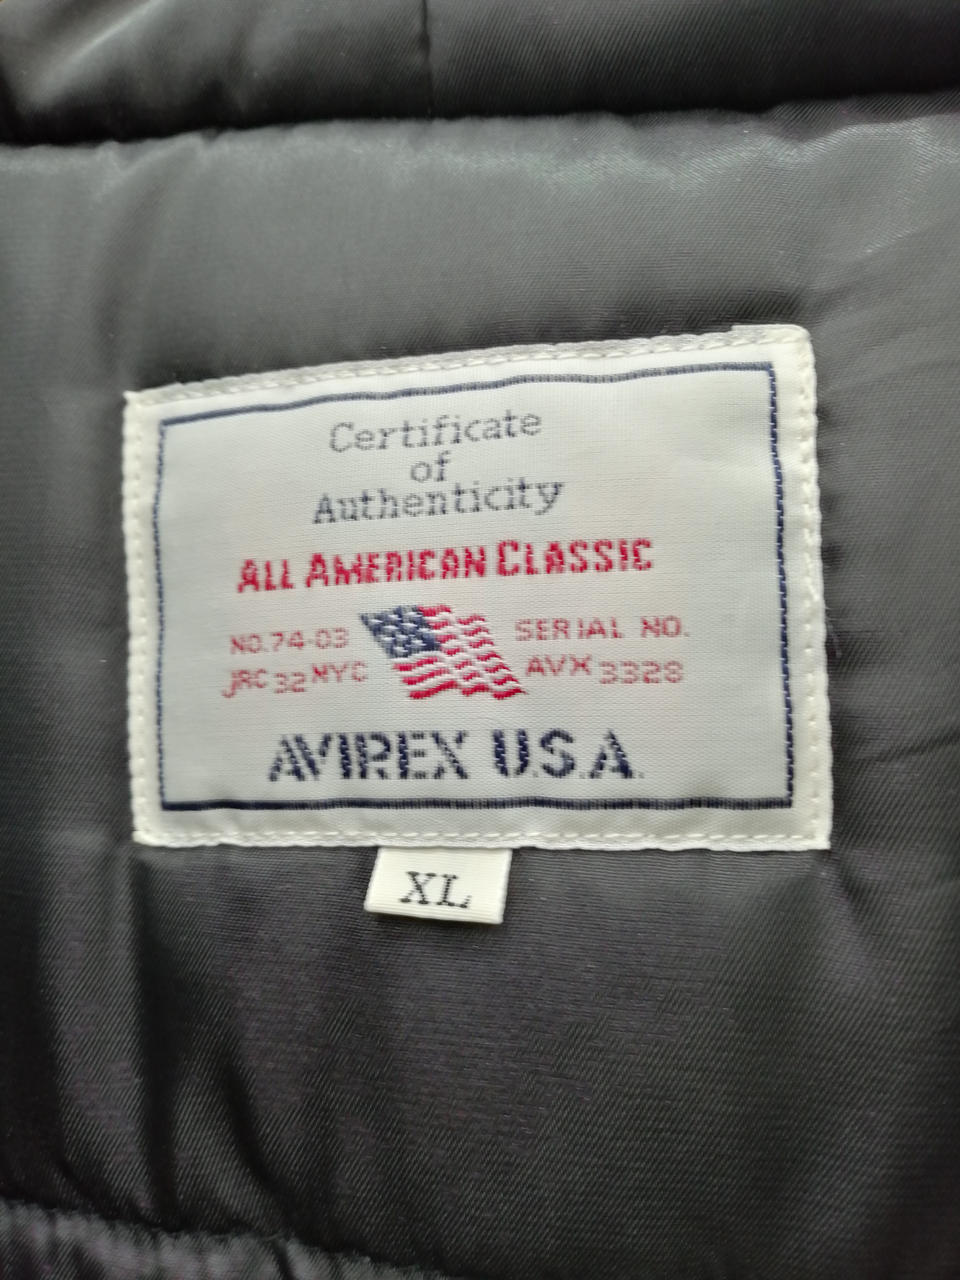 Certificate
of
Authenticity
ALL AMERICAN CLASSIC
NO.74-03 SERIAL NO.
JRC 32 NYC AVX 3328
AVIREX U.S.A.
XL